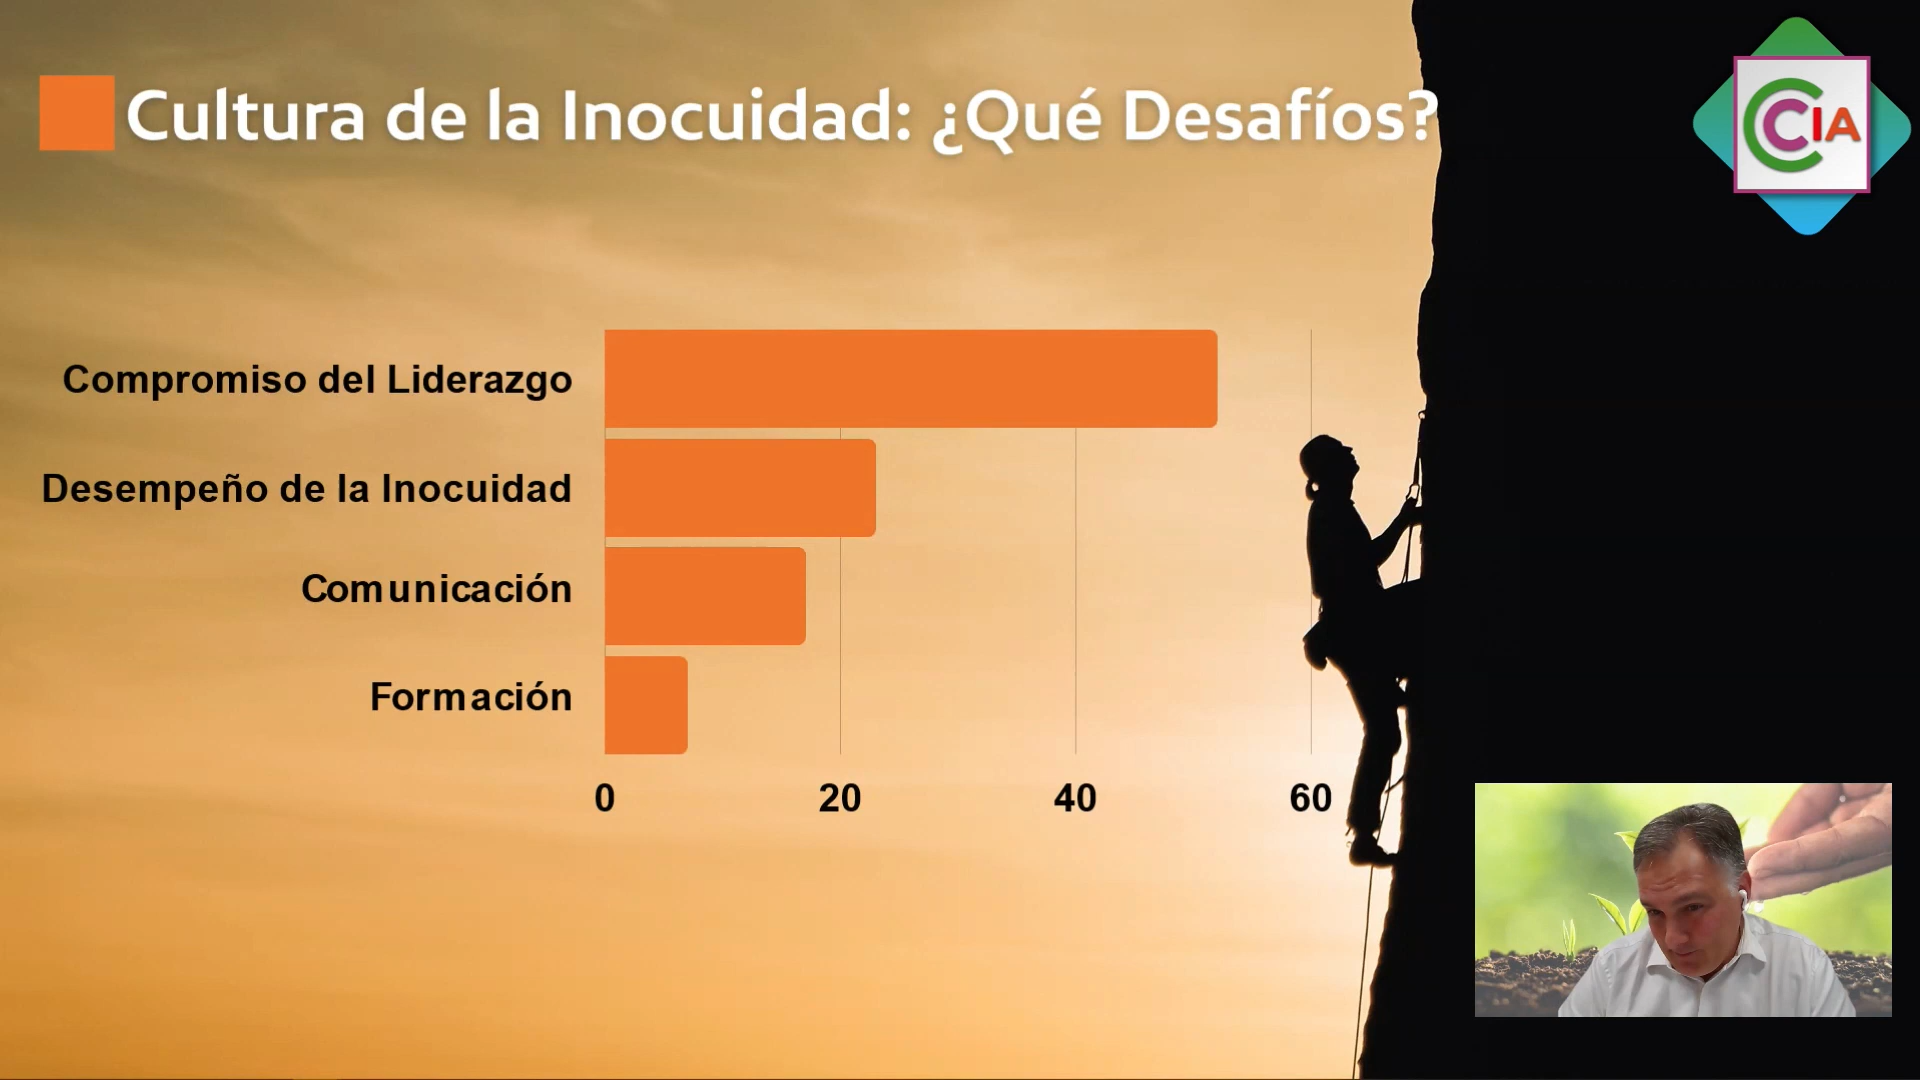 Cultura de la Inocuidad: ¿Qué Desafíos?
CCIA
Compromiso del Liderazgo
Desempeño de la Inocuidad
Comunicación
Formación
0 20 40 60